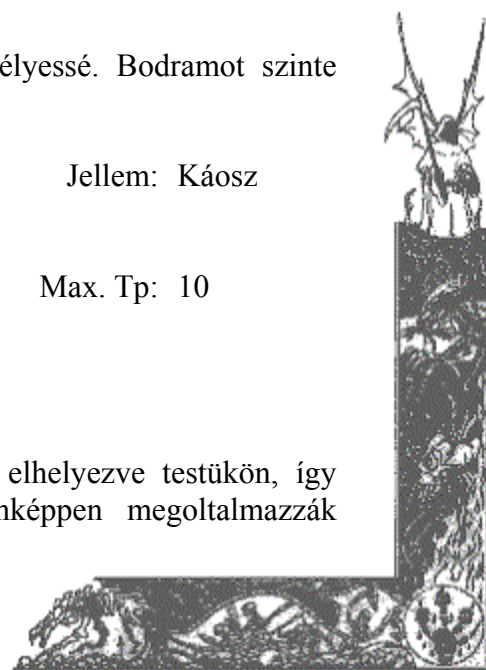 élyessé. Bodramot szinte
Jellem: Káosz
Max. Tp: 10
elhelyezve testükön, így
nképpen megoltalmazzák